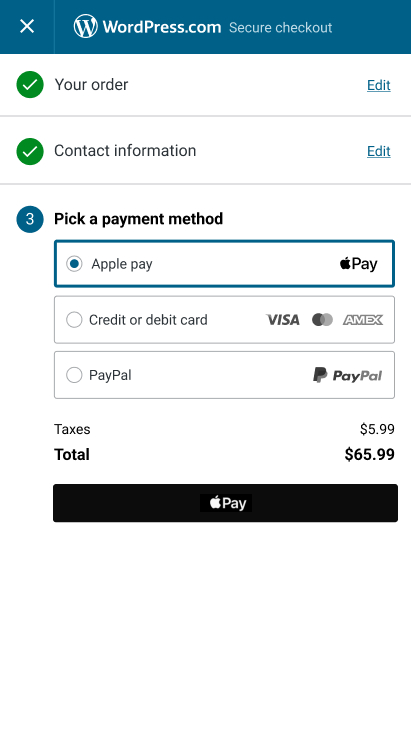 WordPress.com Secure checkout
Your order Edit
Contact information Edit
3 Pick a payment method
Apple pay Pay
Credit or debit card VISA AMEX
PayPal PayPal
Taxes $5.99
Total $65.99
Pay